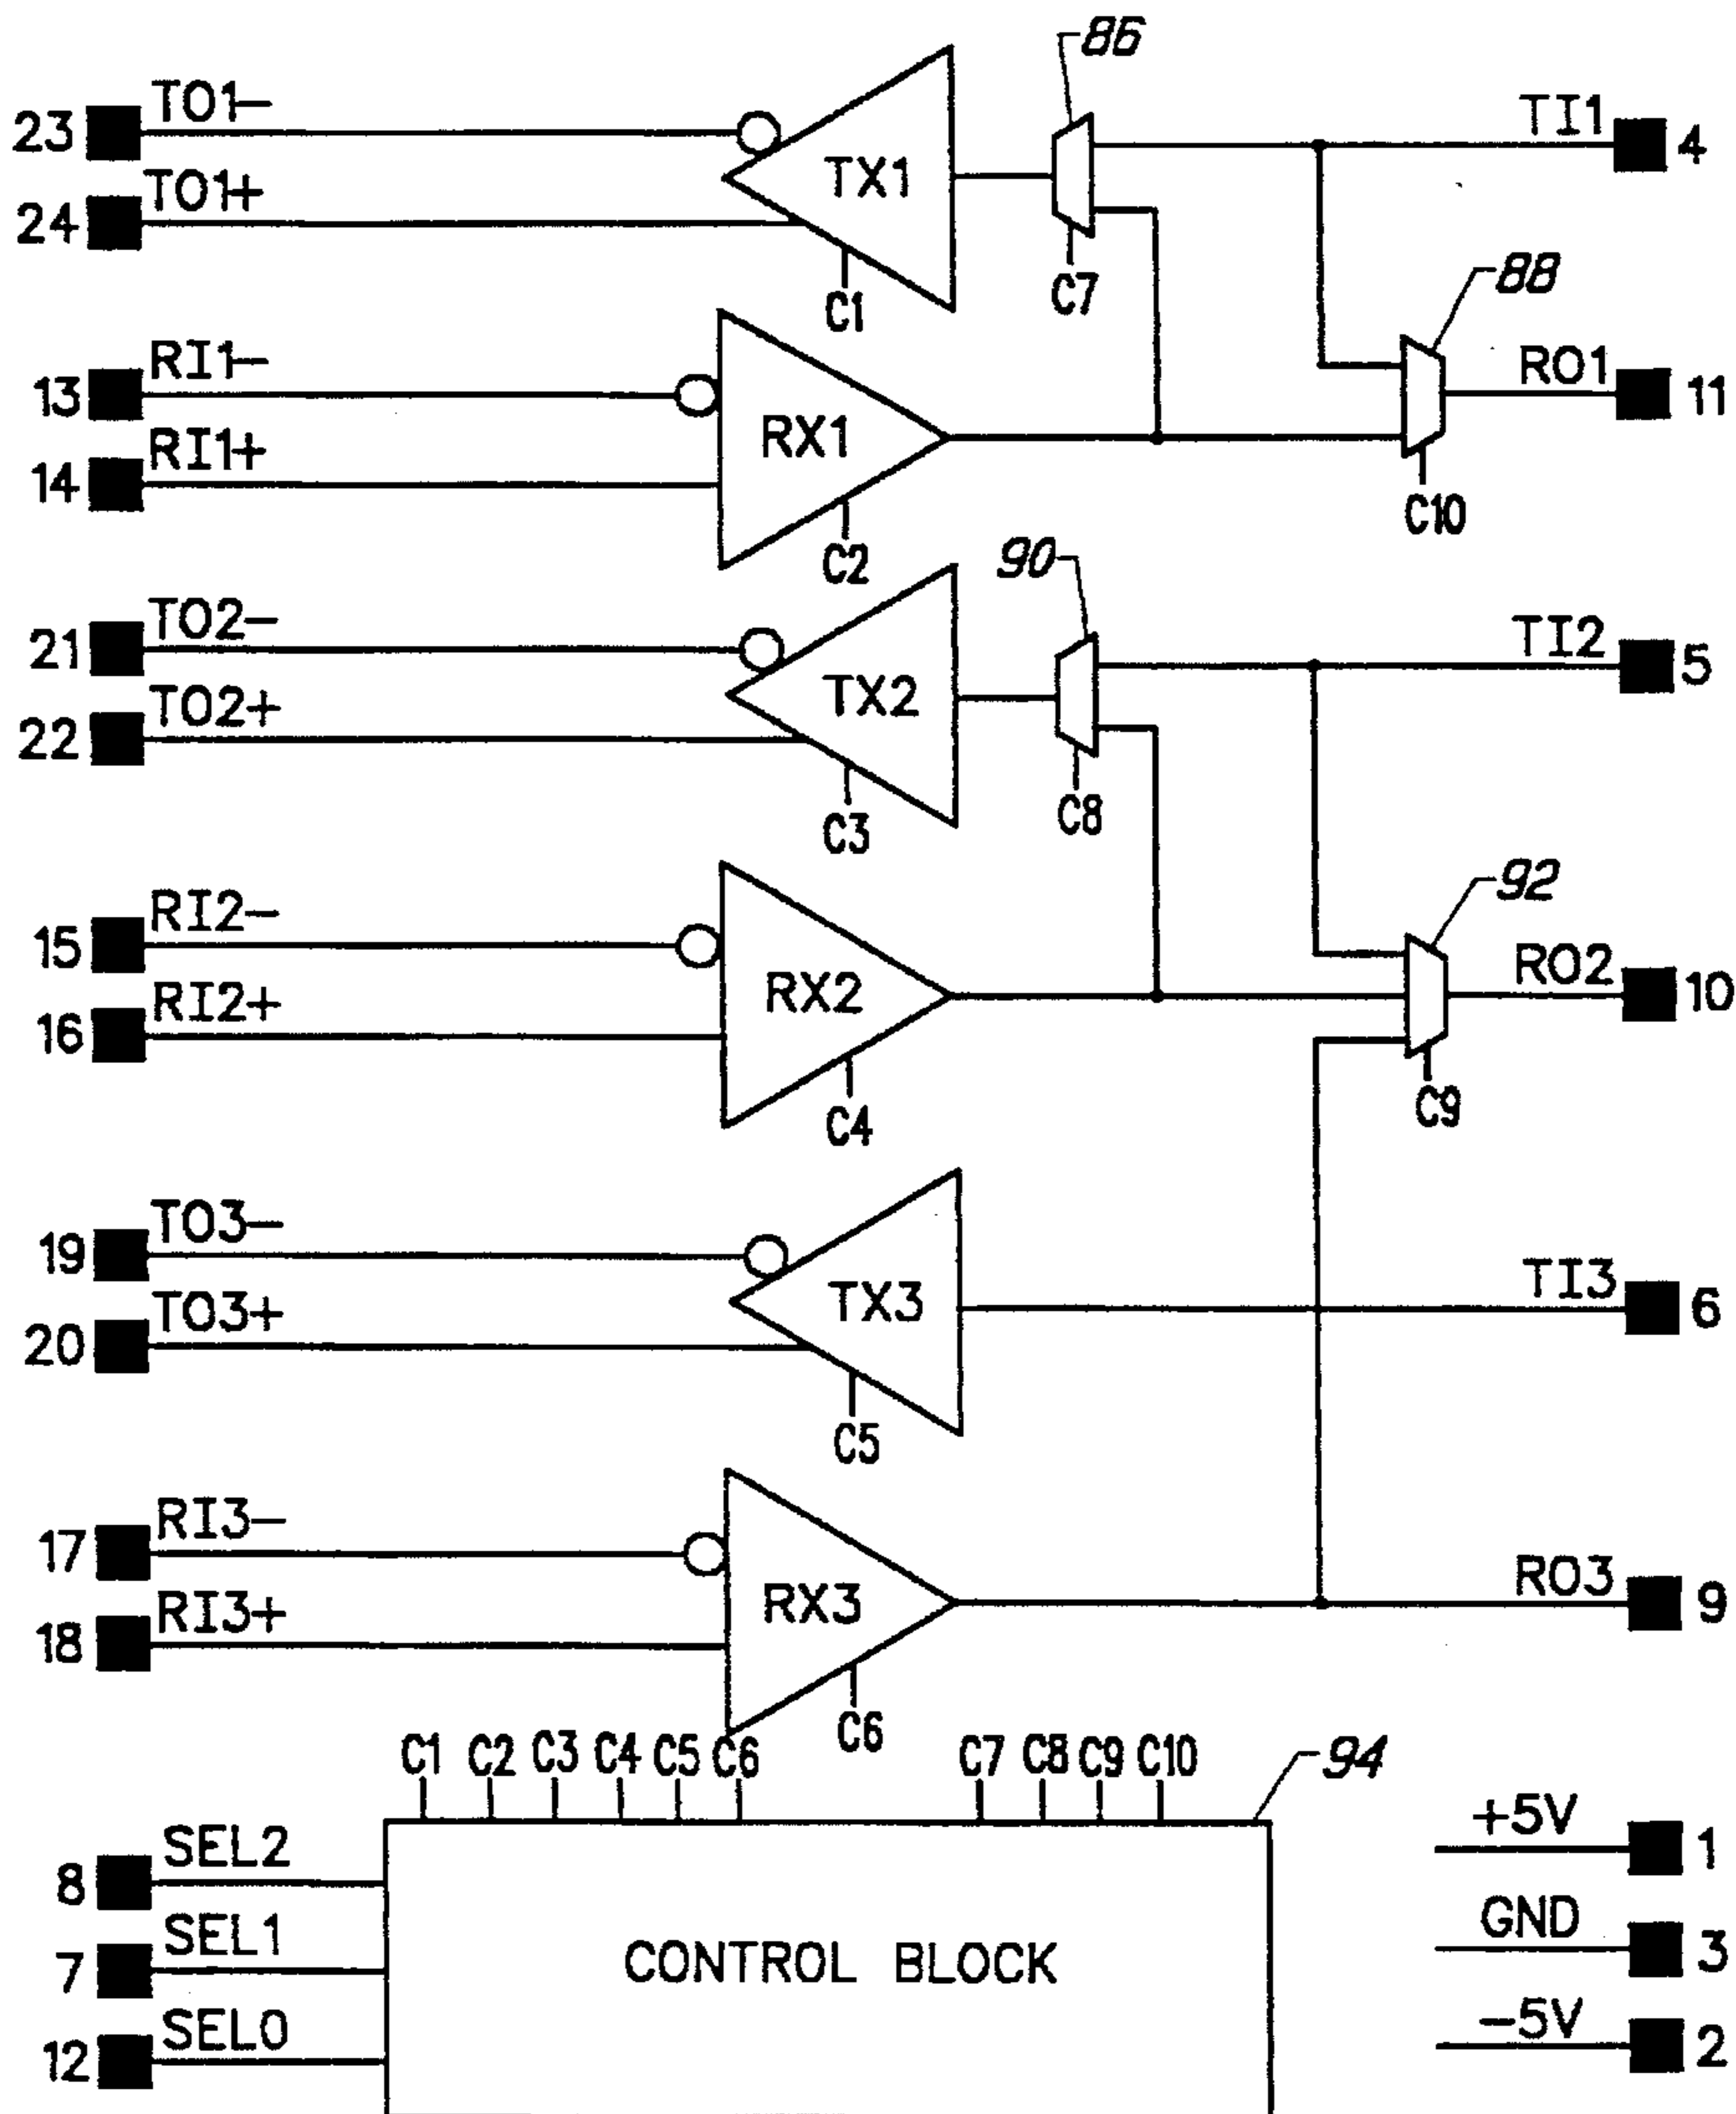 86
TO1-
TI1
23
4
TO1+
TX1
24
C7
88
C1
RI1-
RO1
13
11
RX1
RI1+
14
C10
C2
90
TO2-
TI2
21
5
TO2+
TX2
22
C8
C3
92
RI2-
RO2
15
10
RX2
RI2+
16
C9
C4
TO3-
TI3
19
6
TO3+
TX3
20
C5
RI3-
17
RO3
RX3
9
RI3+
18
C6
C1 C2 C3 C4 C5 C6 C7 C8 C9 C10
94
+5V
SEL2
1
8
GND
SEL1
CONTROL BLOCK
3
7
-5V
SEL0
2
12